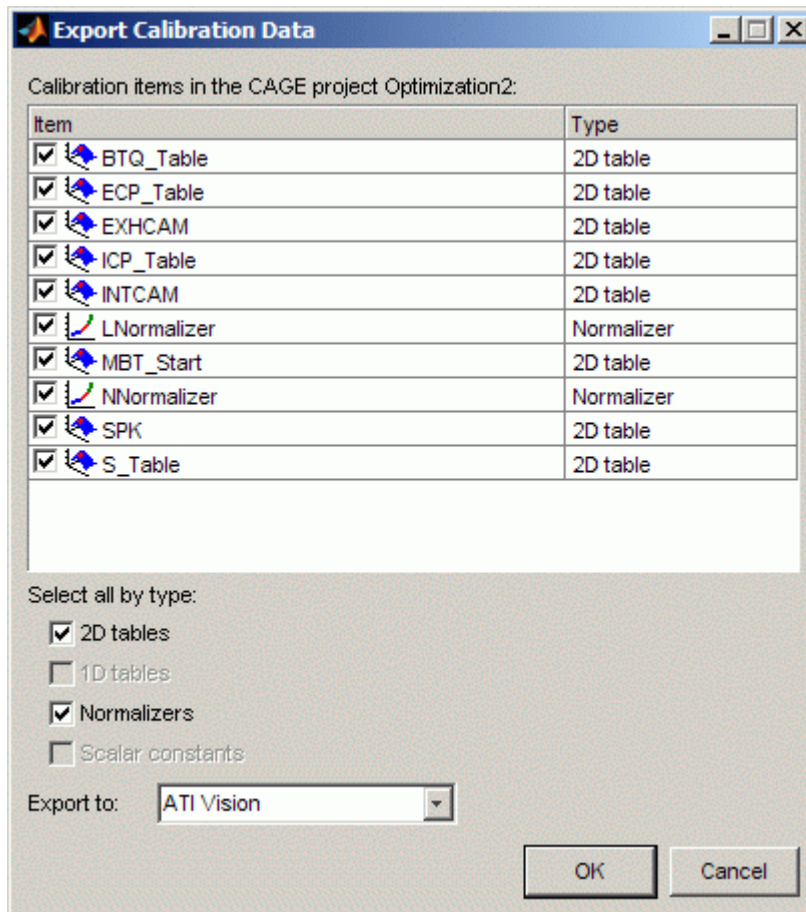 Export Calibration Data
Calibration items in the CAGE project Optimization2:
Item Type
BTQ_Table 2D table
ECP_Table 2D table
EXHCAM 2D table
ICP_Table 2D table
INTCAM 2D table
LNormalizer Normalizer
MBT_Start 2D table
NNormalizer Normalizer
SPK 2D table
S_Table 2D table
Select all by type:
2D tables
1D tables
Normalizers
Scalar constants
Export to: ATI Vision
OK Cancel